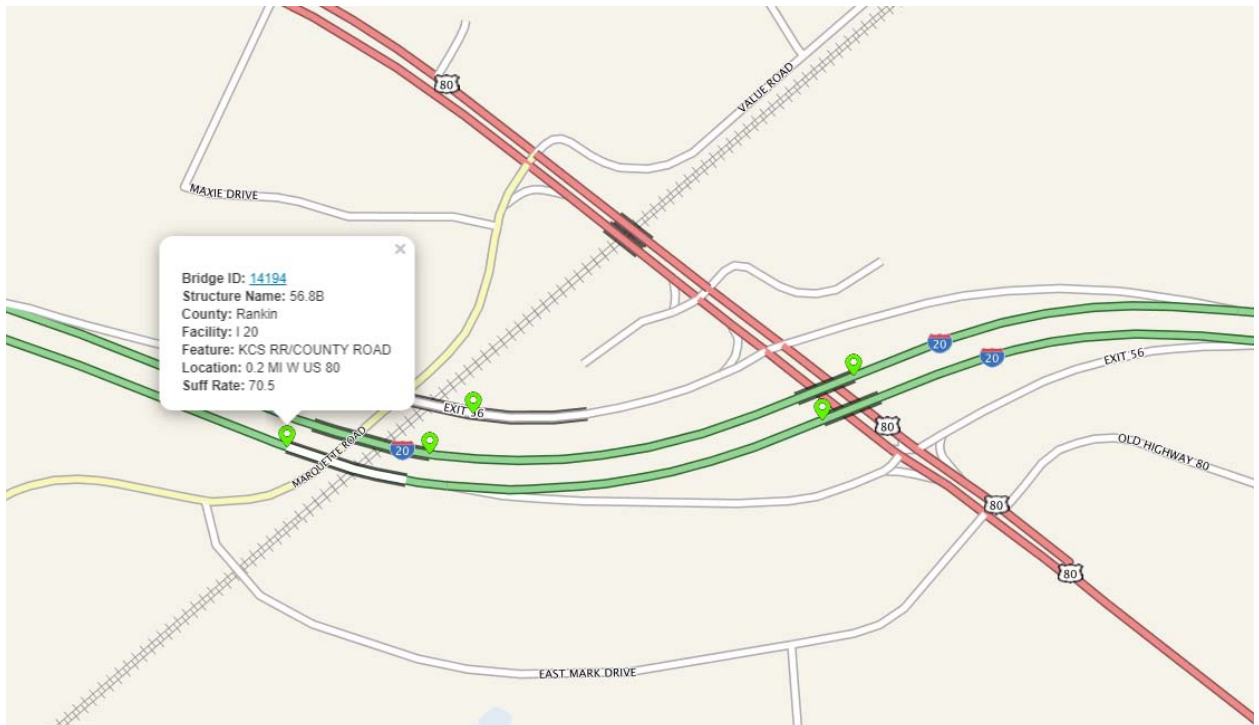 80
VALUE ROAD
MAXIE DRIVE
×
Bridge ID: 14194
Structure Name: 56.8B
County: Rankin
Facility: I 20
Feature: KCS RR/COUNTY ROAD
Location: 0.2 MI W US 80
Suff Rate: 70.5
20
20
EXIT 56
EXIT 56
80
MARQUETTE ROAD
20
OLD HIGHWAY 80
80
80
EAST MARK DRIVE